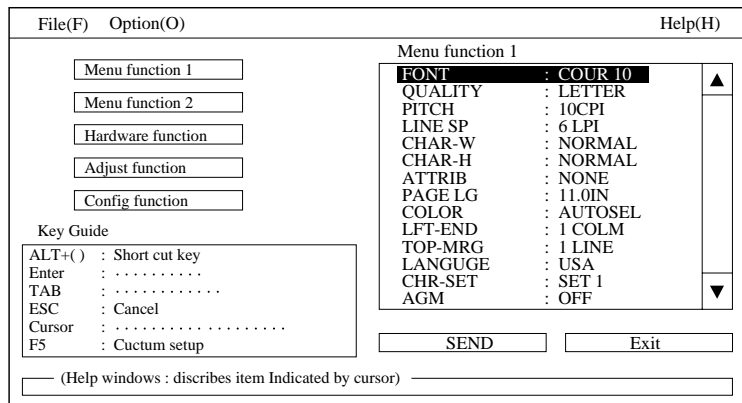 File(F) Option(O) Help(H)
Menu function 1
Menu function 2
Hardware function
Adjust function
Config function
Key Guide
ALT+( ) : Short cut key
Enter : . . . . . . . . . .
TAB : . . . . . . . . . . . .
ESC : Cancel
Cursor : . . . . . . . . . . . . . . . . . . .
F5 : Cuctum setup
Menu function 1
FONT : COUR 10
QUALITY : LETTER
PITCH : 10CPI
LINE SP : 6 LPI
CHAR-W : NORMAL
CHAR-H : NORMAL
ATTRIB : NONE
PAGE LG : 11.0IN
COLOR : AUTOSEL
LFT-END : 1 COLM
TOP-MRG : 1 LINE
LANGUGE : USA
CHR-SET : SET 1
AGM : OFF
SEND Exit
(Help windows : discribes item Indicated by cursor)